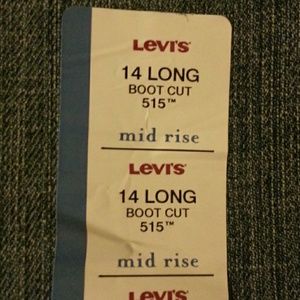 Levi's
14 LONG
BOOT CUT
515™
mid rise
Levi's
14 LONG
BOOT CUT
515™
mid rise
Levi's